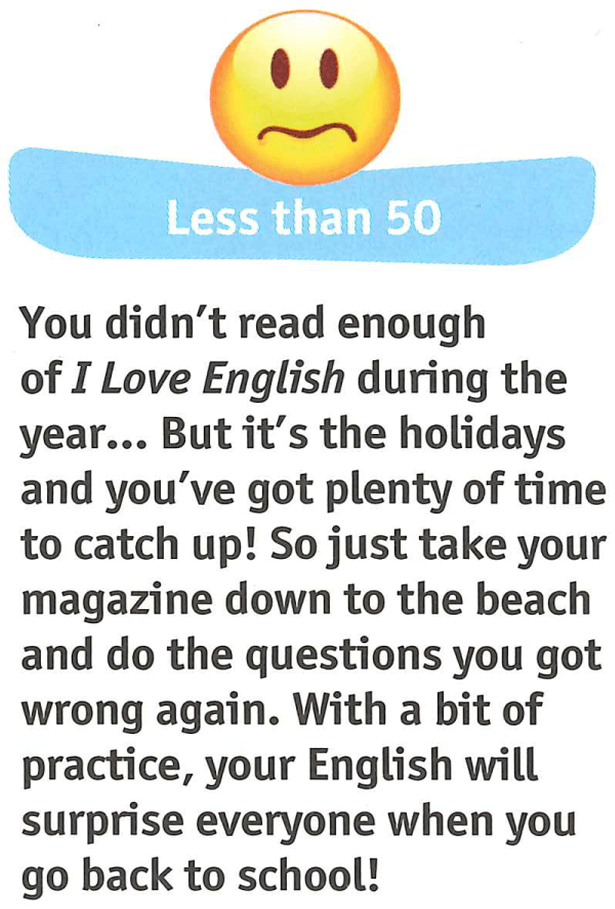 Less than 50
You didn't read enough
of I Love English during the
year... But it's the holidays
and you've got plenty of time
to catch up! So just take your
magazine down to the beach
and do the questions you got
wrong again. With a bit of
practice, your English will
surprise everyone when you
go back to school!